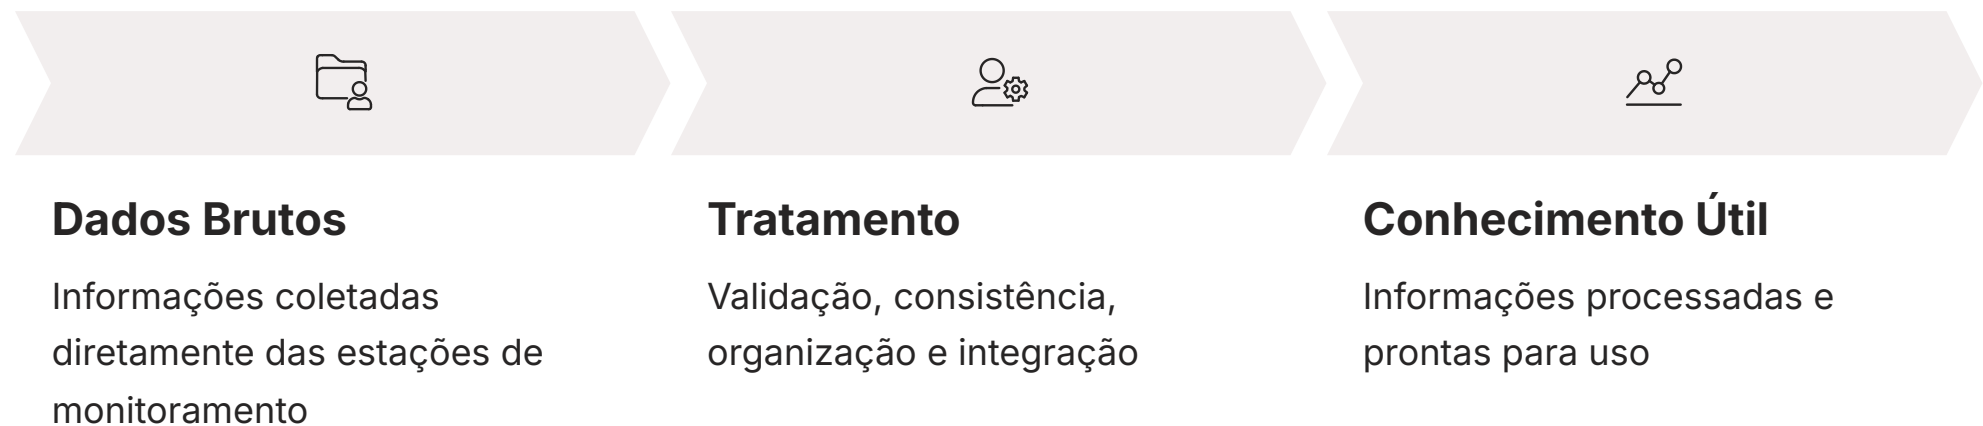 Dados Brutos
Informações coletadas
diretamente das estações de
monitoramento
Tratamento
Validação, consistência,
organização e integração
Conhecimento Útil
Informações processadas e
prontas para uso